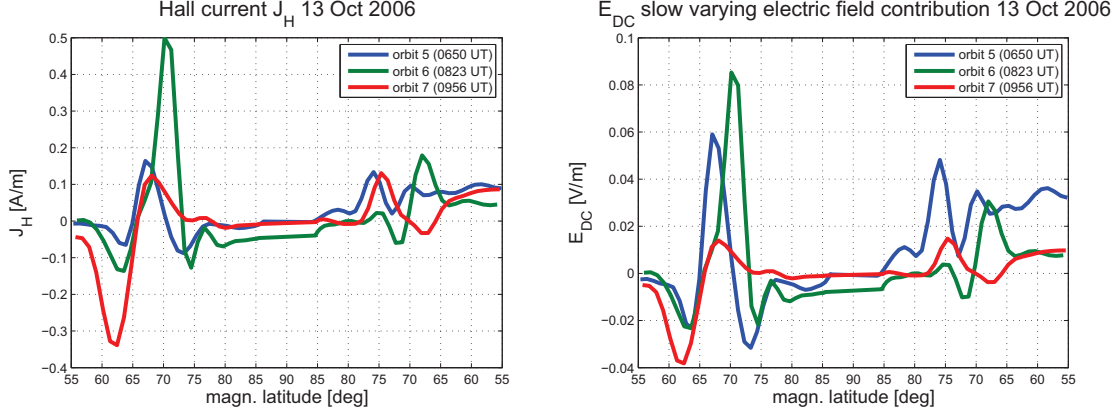 Hall current J_H 13 Oct 2006
0.5
0.4
0.3
0.2
0.1
0
−0.1
−0.2
−0.3
−0.4
J_H [A/m]
orbit 5 (0650 UT)
orbit 6 (0823 UT)
orbit 7 (0956 UT)
55 60 65 70 75 80 85 80 75 70 65 60 55
magn. latitude [deg]
E_DC slow varying electric field contribution 13 Oct 2006
0.1
0.08
0.06
0.04
0.02
0
−0.02
−0.04
E_DC [V/m]
orbit 5 (0650 UT)
orbit 6 (0823 UT)
orbit 7 (0956 UT)
55 60 65 70 75 80 85 80 75 70 65 60 55
magn. latitude [deg]